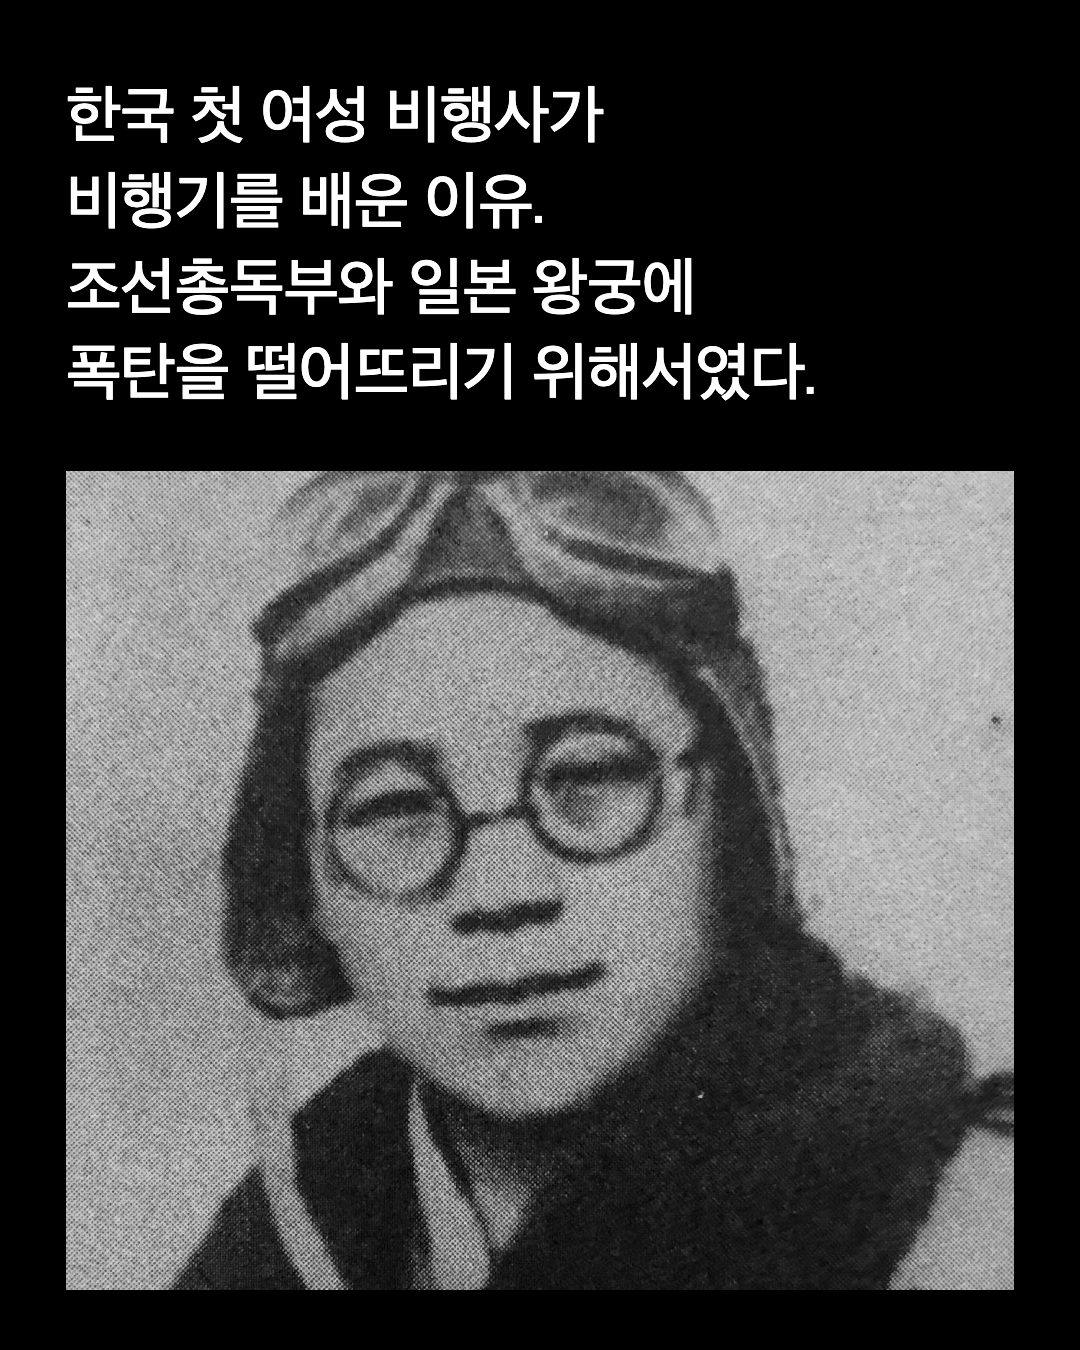 한국 첫 여성 비행사가
비행기를 배운 이유.
조선총독부와 일본 왕궁에
폭탄을 떨어뜨리기 위해서였다.